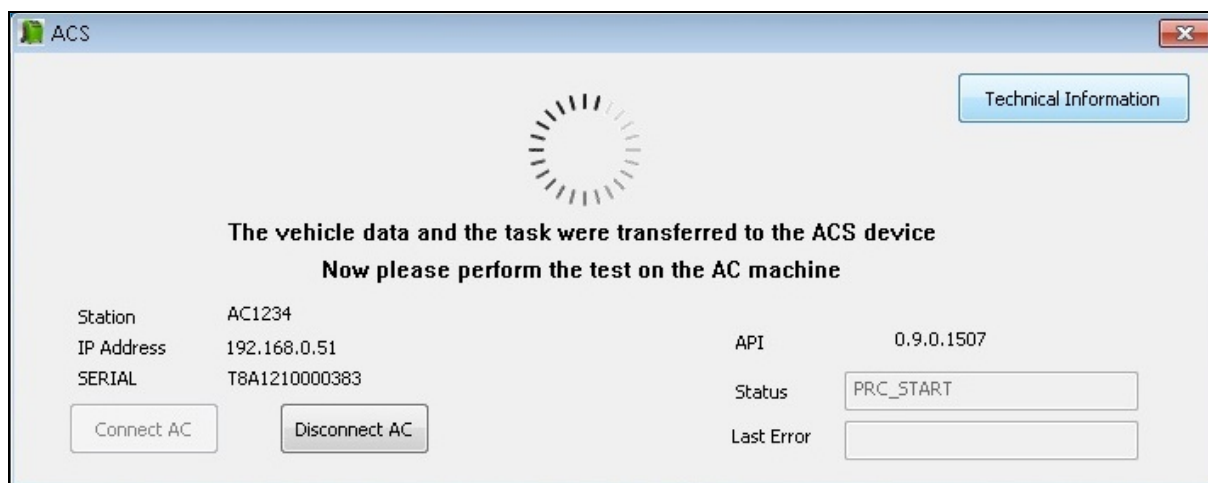 ACS
Technical Information
The vehicle data and the task were transferred to the ACS device
Now please perform the test on the AC machine
Station AC1234
IP Address 192.168.0.51
SERIAL T8A1210000383
Connect AC Disconnect AC
API 0.9.0.1507
Status PRC_START
Last Error